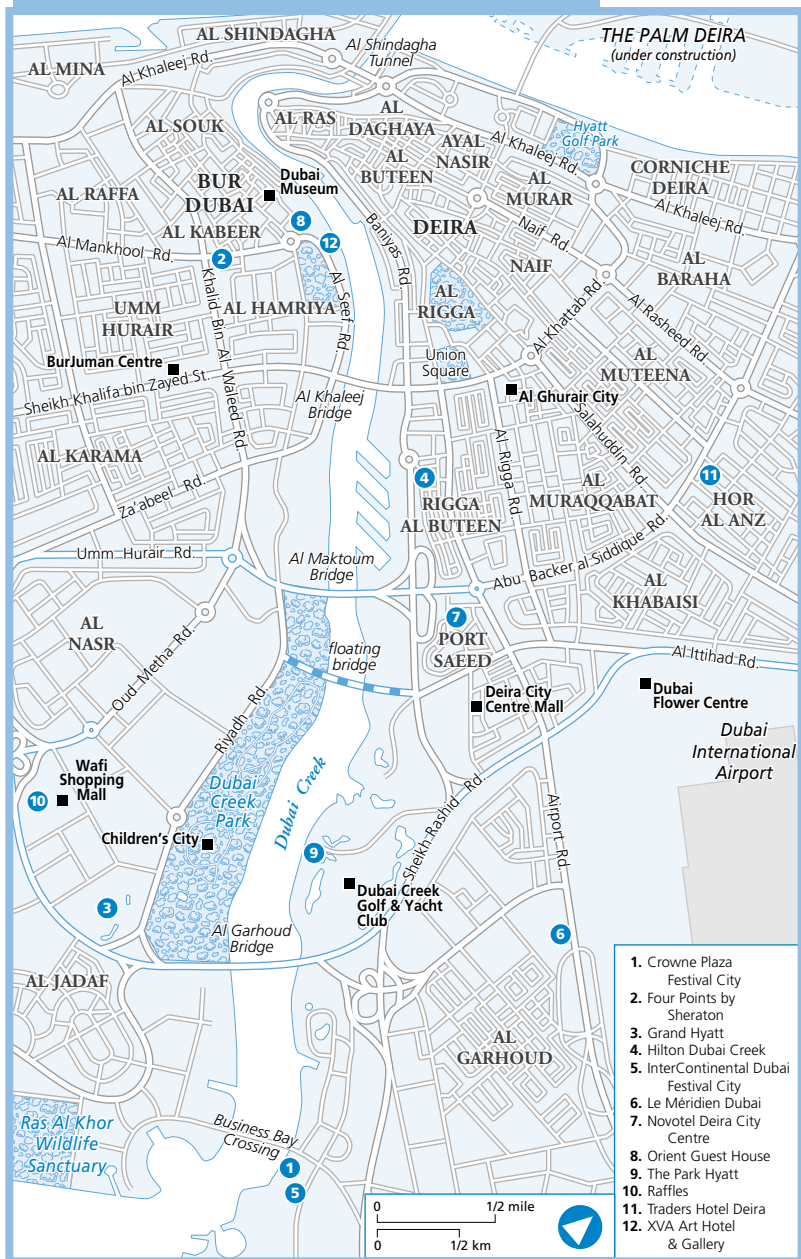 AL SHINDAGHA
Al Shindagha
Tunnel
THE PALM DEIRA
(under construction)
AL MINA
Al Khaleej Rd.
AL SOUK
AL RAS
AL
DAGHAYA
Hyatt
Golf Park
AYAL
NASIR
Al Khaleej Rd.
AL
BUTEEN
CORNICHE
DEIRA
AL RAFFA
BUR
DUBAI
Dubai
Museum
AL
MURAR
Al Khaleej Rd.
AL KABEER
8
12
Baniyas Rd
DEIRA
Naif Rd.
Al Mankhool Rd.
2
NAIF
AL
BARAHA
Khalid Bin Al Waleed Rd.
Al Seef Rd.
UMM
HURAIR
AL HAMRIYA
AL
RIGGA
Al Khattab Rd.
Al Rasheed Rd.
BurJuman Centre
Union
Square
AL
MUTEENA
Sheikh Khalifa bin Zayed St.
Al Khaleej
Bridge
Al Ghurair City
Salahuddin Rd.
AL KARAMA
Za'abeel Rd.
4
Al Rigga Rd.
11
RIGGA
AL BUTEEN
AL
MURAQQABAT
HOR
AL ANZ
Umm Hurair Rd.
Al Maktoum
Bridge
Abu Backer al Siddique Rd.
AL
KHABAISI
AL
NASR
7
PORT
SAEED
Oud Metha Rd.
floating
bridge
Al Ittihad Rd.
Riyadh Rd.
Deira City
Centre Mall
Dubai
Flower Centre
Dubai
International
Airport
Wafi
Shopping
Mall
10
Dubai
Creek
Park
Dubai Creek
Sheikh Rashid Rd.
Airport Rd.
Children's City
9
Dubai Creek
Golf & Yacht
Club
3
Al Garhoud
Bridge
6
AL JADAF
AL
GARHOUD
Ras Al Khor
Wildlife
Sanctuary
Business Bay
Crossing
1
5
0 1/2 mile
0 1/2 km
1. Crowne Plaza
Festival City
2. Four Points by
Sheraton
3. Grand Hyatt
4. Hilton Dubai Creek
5. InterContinental Dubai
Festival City
6. Le Méridien Dubai
7. Novotel Deira City
Centre
8. Orient Guest House
9. The Park Hyatt
10. Raffles
11. Traders Hotel Deira
12. XVA Art Hotel
& Gallery